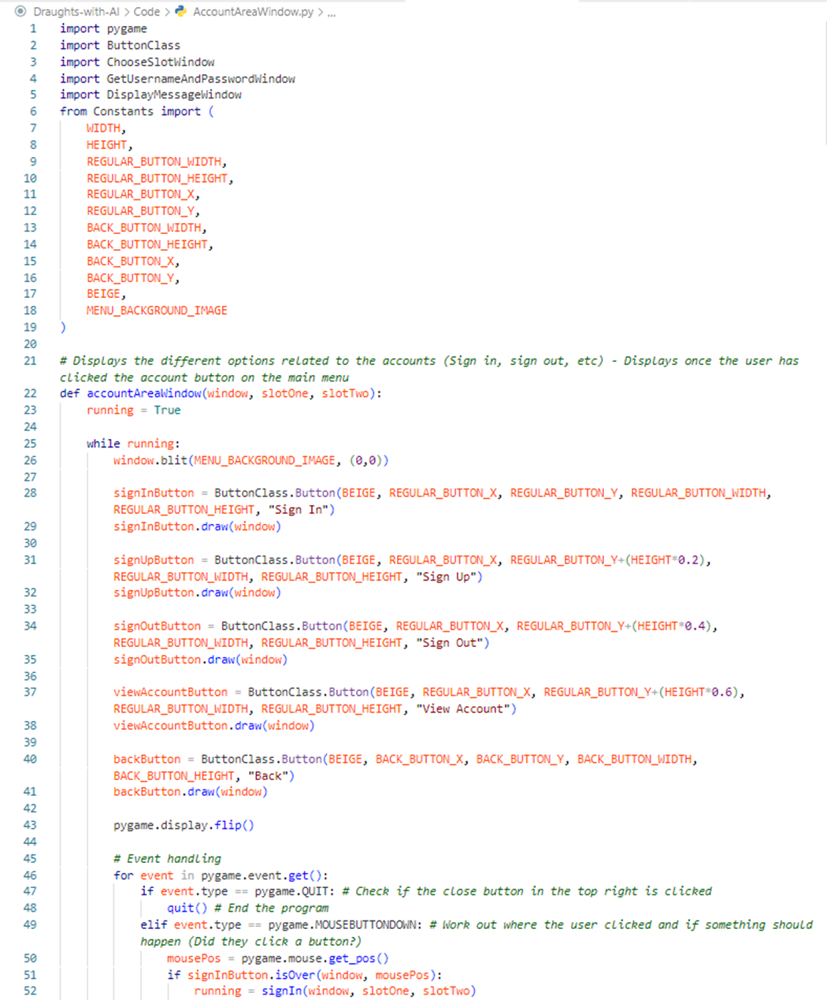 Draughts-with-AI > Code > AccountAreaWindow.py > ...
1 import pygame
2 import ButtonClass
3 import ChooseSlotWindow
4 import GetUsernameAndPasswordWindow
5 import DisplayMessageWindow
6 from Constants import (
7 WIDTH,
8 HEIGHT,
9 REGULAR_BUTTON_WIDTH,
10 REGULAR_BUTTON_HEIGHT,
11 REGULAR_BUTTON_X,
12 REGULAR_BUTTON_Y,
13 BACK_BUTTON_WIDTH,
14 BACK_BUTTON_HEIGHT,
15 BACK_BUTTON_X,
16 BACK_BUTTON_Y,
17 BEIGE,
18 MENU_BACKGROUND_IMAGE
19 )
20
21 # Displays the different options related to the accounts (Sign in, sign out, etc) - Displays once the user has
clicked the account button on the main menu
22 def accountAreaWindow(window, slotOne, slotTwo):
23 running = True
24
25 while running:
26 window.blit(MENU_BACKGROUND_IMAGE, (0,0))
27
28 signInButton = ButtonClass.Button(BEIGE, REGULAR_BUTTON_X, REGULAR_BUTTON_Y, REGULAR_BUTTON_WIDTH,
REGULAR_BUTTON_HEIGHT, "Sign In")
29 signInButton.draw(window)
30
31 signUpButton = ButtonClass.Button(BEIGE, REGULAR_BUTTON_X, REGULAR_BUTTON_Y+(HEIGHT*0.2),
REGULAR_BUTTON_WIDTH, REGULAR_BUTTON_HEIGHT, "Sign Up")
32 signUpButton.draw(window)
33
34 signOutButton = ButtonClass.Button(BEIGE, REGULAR_BUTTON_X, REGULAR_BUTTON_Y+(HEIGHT*0.4),
REGULAR_BUTTON_WIDTH, REGULAR_BUTTON_HEIGHT, "Sign Out")
35 signOutButton.draw(window)
36
37 viewAccountButton = ButtonClass.Button(BEIGE, REGULAR_BUTTON_X, REGULAR_BUTTON_Y+(HEIGHT*0.6),
REGULAR_BUTTON_WIDTH, REGULAR_BUTTON_HEIGHT, "View Account")
38 viewAccountButton.draw(window)
39
40 backButton = ButtonClass.Button(BEIGE, BACK_BUTTON_X, BACK_BUTTON_Y, BACK_BUTTON_WIDTH,
BACK_BUTTON_HEIGHT, "Back")
41 backButton.draw(window)
42
43 pygame.display.flip()
44
45 # Event handling
46 for event in pygame.event.get():
47 if event.type == pygame.QUIT: # Check if the close button in the top right is clicked
48 quit() # End the program
49 elif event.type == pygame.MOUSEBUTTONDOWN: # Work out where the user clicked and if something should
happen (Did they click a button?)
50 mousePos = pygame.mouse.get_pos()
51 if signInButton.isOver(window, mousePos):
52 running = signIn(window, slotOne, slotTwo)